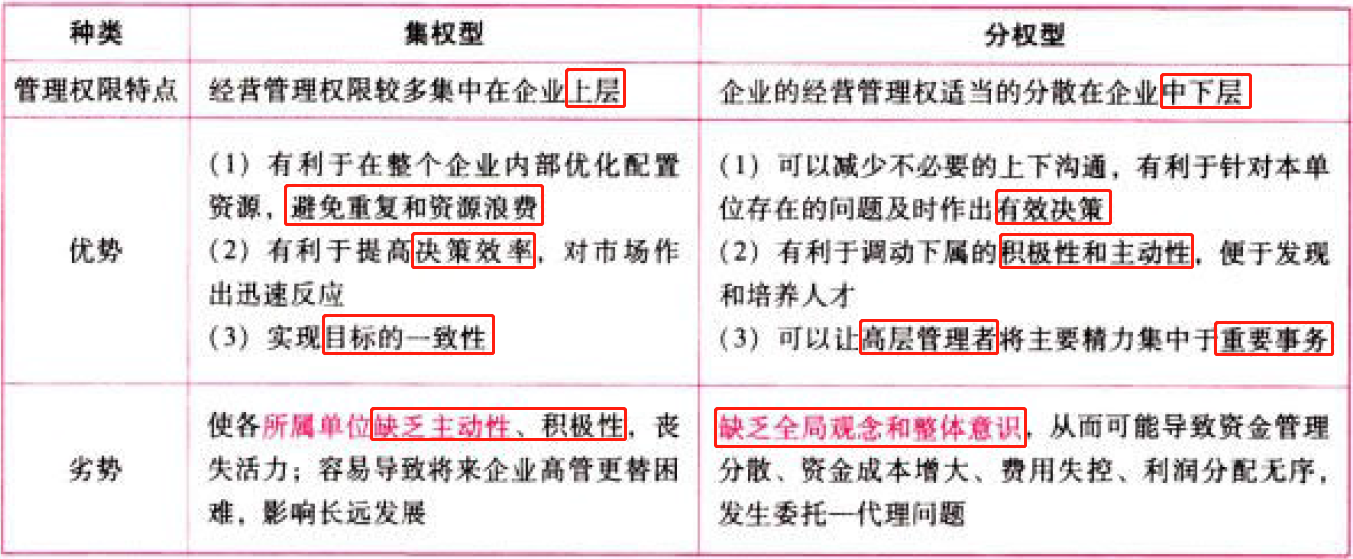 种类 集权型 分权型
管理权限特点 经营管理权限较多集中在企业上层 企业的经营管理权适当的分散在企业中下层
优势
（1）有利于在整个企业内部优化配置
资源，避免重复和资源浪费
（2）有利于提高决策效率，对市场作
出迅速反应
（3）实现目标的一致性
（1）可以减少不必要的上下沟通，有利于针对本单
位存在的问题及时作出有效决策
（2）有利于调动下属的积极性和主动性，便于发现
和培养人才
（3）可以让高层管理者将主要精力集中于重要事务
劣势
使各所属单位缺乏主动性、积极性，丧
失活力；容易导致将来企业高管更替困
难，影响长远发展
缺乏全局观念和整体意识，从而可能导致资金管理
分散、资金成本增大、费用失控、利润分配无序，
发生委托—代理问题